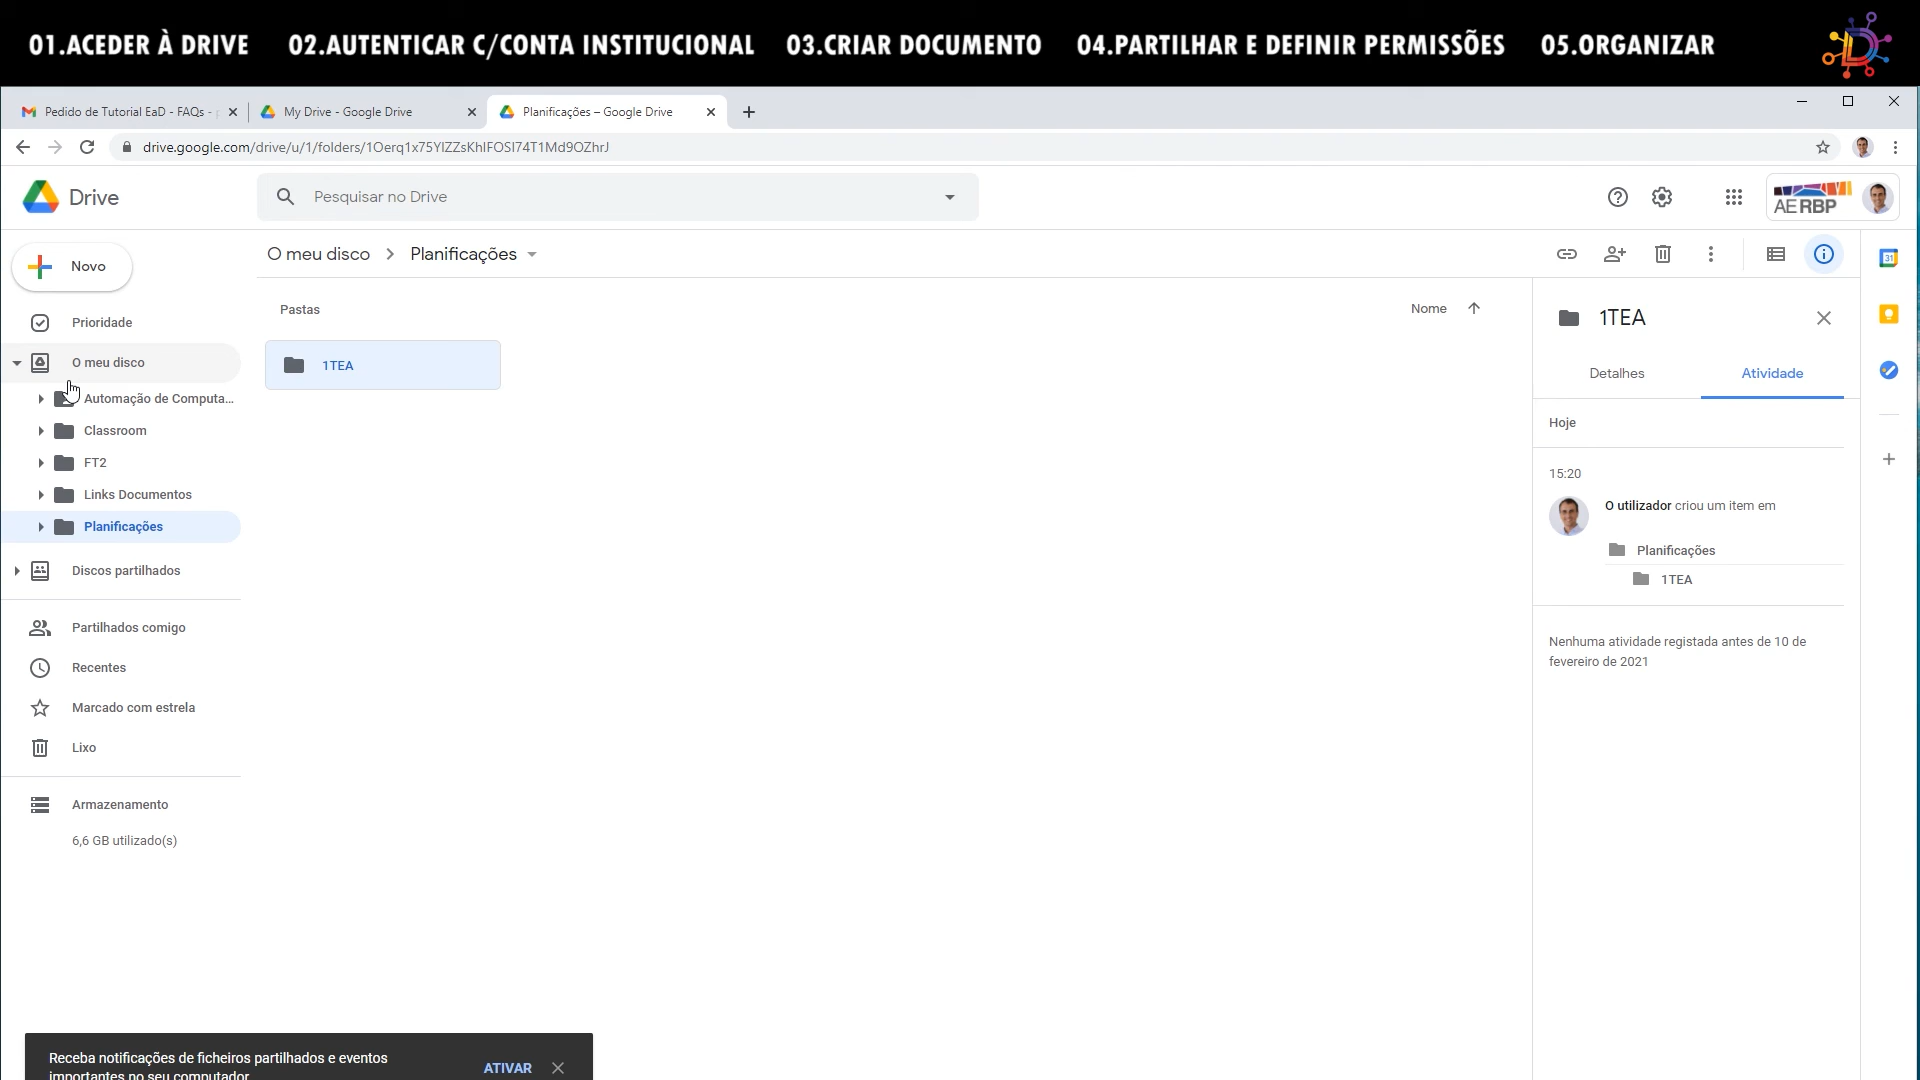 01.ACEDER À DRIVE 02.AUTENTICAR C/CONTA INSTITUCIONAL 03.CRIAR DOCUMENTO 04.PARTILHAR E DEFINIR PERMISSÕES 05.ORGANIZAR
Pedido de Tutorial EaD - FAQs - My Drive - Google Drive Planificações – Google Drive
drive.google.com/drive/u/1/folders/1Oerq1x75YIZZsKhIFOSI74T1Md9OZhrJ
Drive
Pesquisar no Drive
AERBP
Novo
O meu disco Planificações
Prioridade
O meu disco
Automação de Computa...
Classroom
FT2
Links Documentos
Planificações
Discos partilhados
Partilhados comigo
Recentes
Marcado com estrela
Lixo
Armazenamento
6,6 GB utilizado(s)
Pastas
Nome
1TEA
1TEA
Detalhes Atividade
Hoje
15:20
O utilizador criou um item em
Planificações
1TEA
Nenhuma atividade registada antes de 10 de
fevereiro de 2021
31
Receba notificações de ficheiros partilhados e eventos
importantes no seu computador
ATIVAR